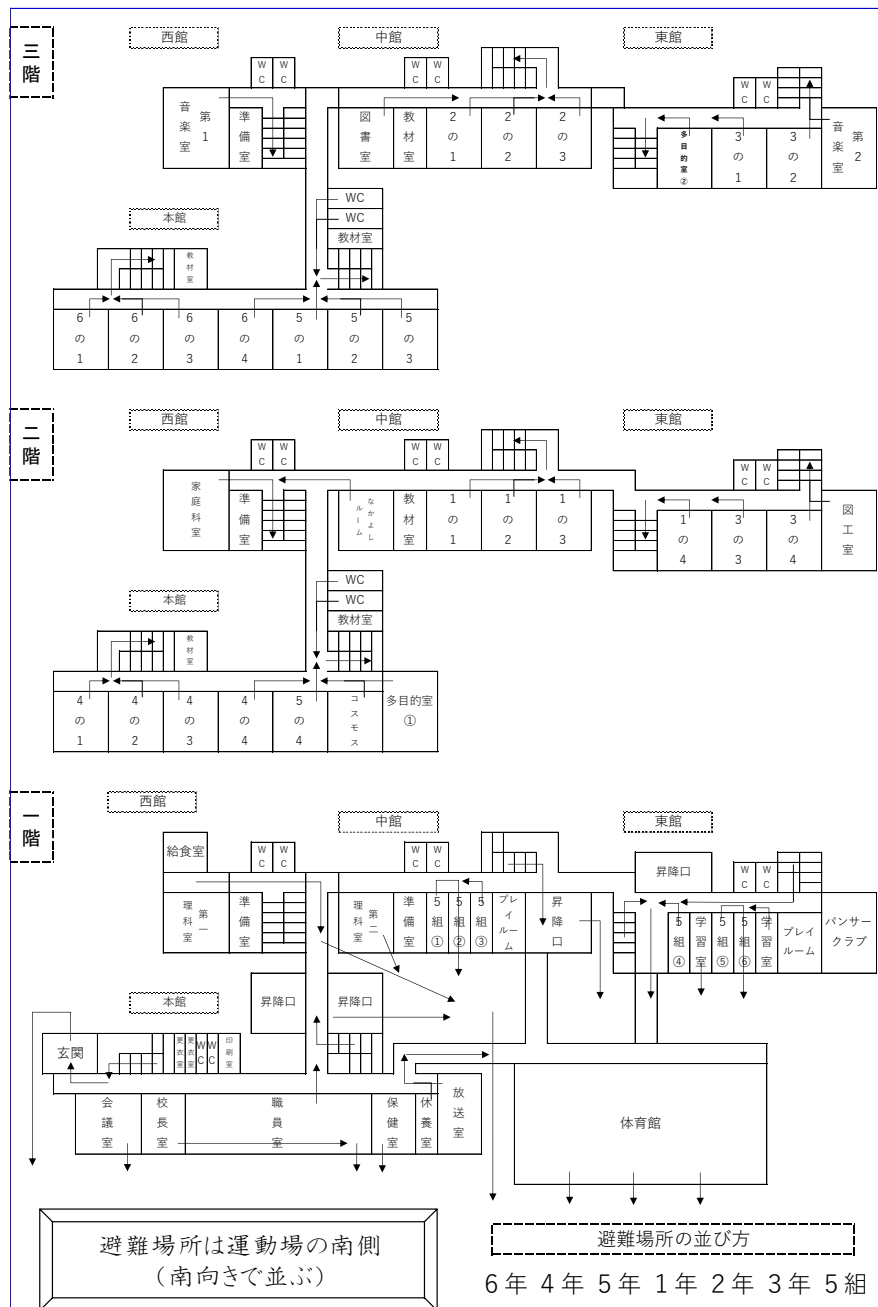 三階
西館
中館
東館
WC
WC
WC
WC
WC
WC
第1音楽室
準備室
図書室
教材室
2の1
2の2
2の3
多目的室②
3の1
3の2
第2音楽室
WC
WC
教材室
本館
教材室
6の1
6の2
6の3
6の4
5の1
5の2
5の3
二階
西館
中館
東館
WC
WC
WC
WC
WC
WC
家庭科室
準備室
なかよしルーム
教材室
1の1
1の2
1の3
1の4
3の3
3の4
図工室
WC
WC
教材室
本館
教材室
4の1
4の2
4の3
4の4
5の4
コスモス
多目的室①
一階
西館
中館
東館
給食室
WC
WC
WC
WC
昇降口
WC
WC
第一理科室
準備室
第二理科室
準備室
5組①
5組②
5組③
プレイルーム
昇降口
5組④
学習室
5組⑤
5組⑥
学習室
プレイルーム
パンサークラブ
本館
昇降口
昇降口
玄関
更衣室
更衣室
WC
WC
印刷室
会議室
校長室
職員室
保健室
休養室
放送室
体育館
避難場所は運動場の南側
(南向きで並ぶ)
避難場所の並び方
6年 4年 5年 1年 2年 3年 5組